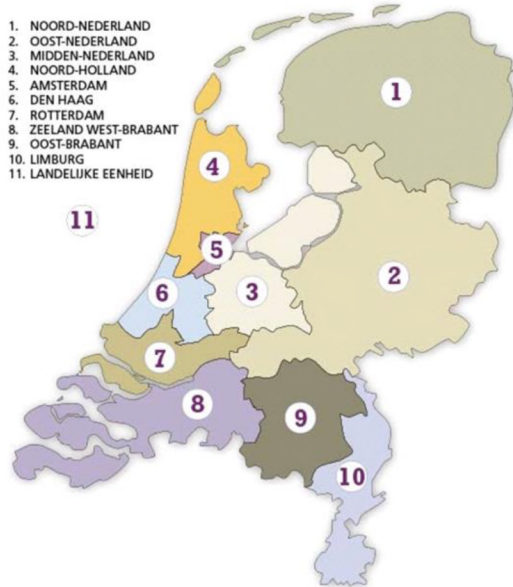 1. NOORD-NEDERLAND
2. OOST-NEDERLAND
3. MIDDEN-NEDERLAND
4. NOORD-HOLLAND
5. AMSTERDAM
6. DEN HAAG
7. ROTTERDAM
8. ZEELAND WEST-BRABANT
9. OOST-BRABANT
10. LIMBURG
11. LANDELIJKE EENHEID
1
4
11
5
2
6
3
7
8
9
10